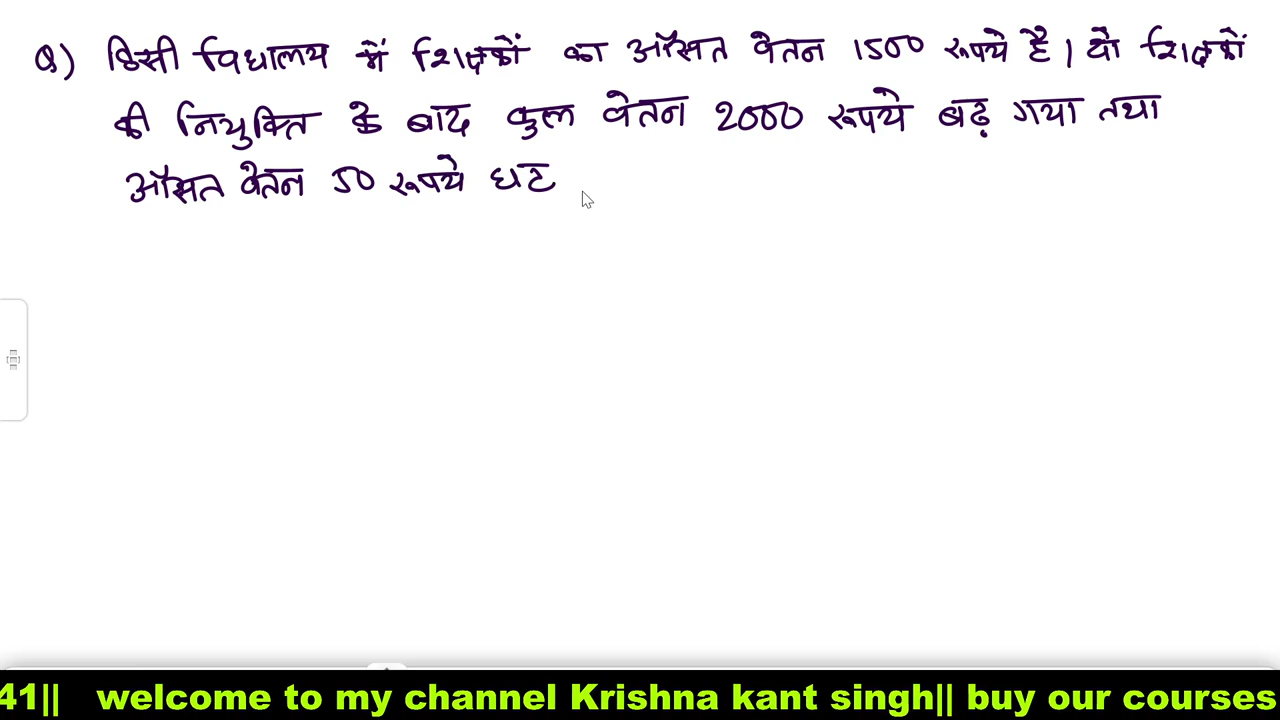 Q) किसी विद्यालय में शिक्षकों का औसत वेतन 1500 रूपये है। दो शिक्षकों
की नियुक्ति के बाद कुल वेतन 2000 रूपये बढ़ गया तथा
औसत वेतन 50 रूपये घट
41|| welcome to my channel Krishna kant singh|| buy our courses